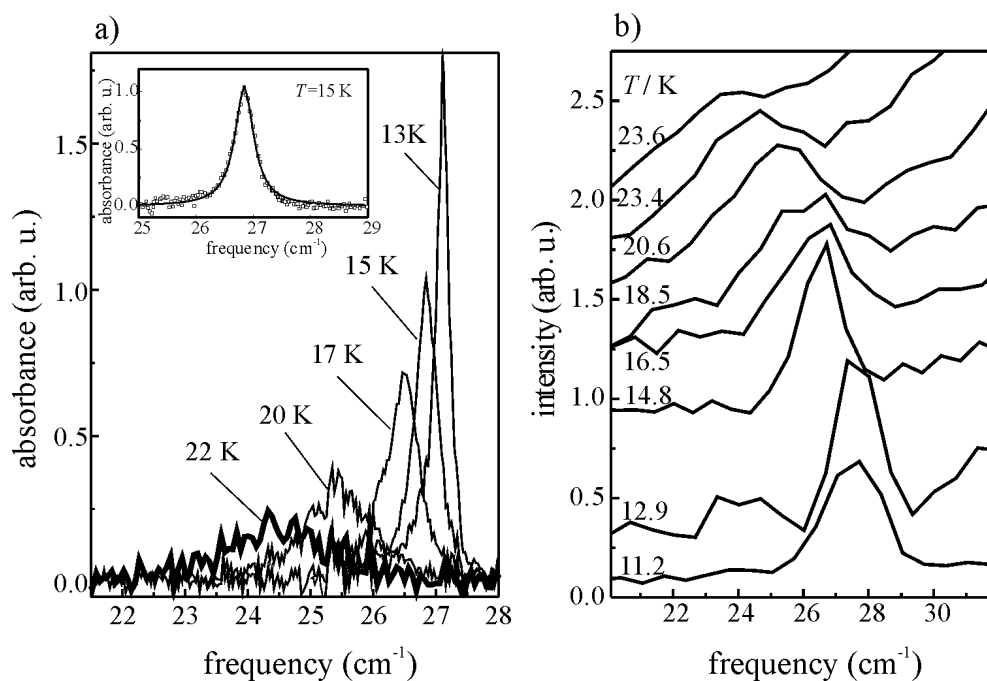 a)
absorbance (arb. u.)
1.5
1.0
0.5
0.0
22 23 24 25 26 27 28
frequency (cm-1)
absorbance (arb. u.)
1.0
0.5
0.0
25 26 27 28 29
frequency (cm-1)
T=15 K
13K
15 K
17 K
20 K
22 K
b)
intensity (arb. u.)
2.5
2.0
1.5
1.0
0.5
0.0
22 24 26 28 30
frequency (cm-1)
T / K
23.6
23.4
20.6
18.5
16.5
14.8
12.9
11.2